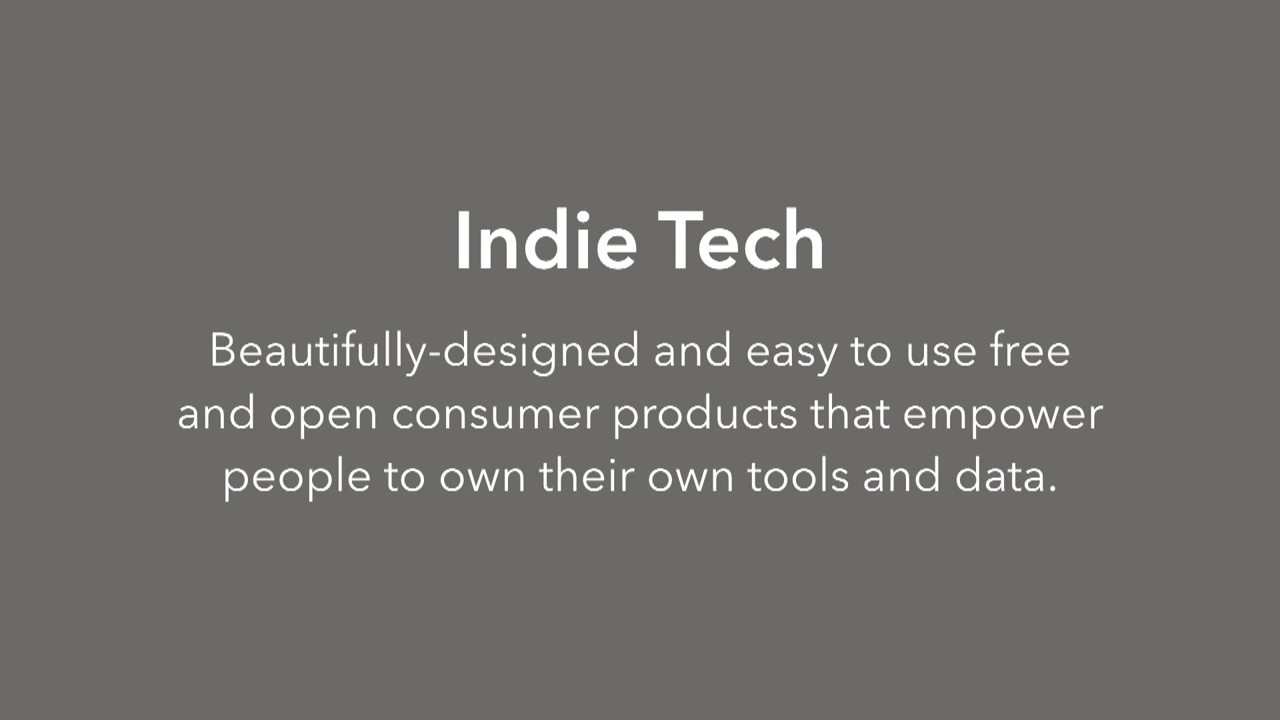 Indie Tech
Beautifully-designed and easy to use free
and open consumer products that empower
people to own their own tools and data.